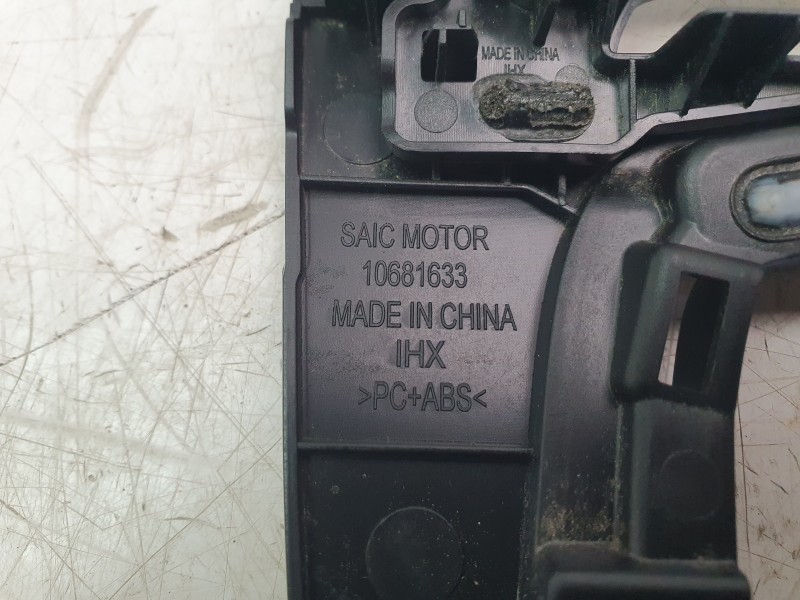 MADE IN CHINA
IHX
SAIC MOTOR
10681633
MADE IN CHINA
IHX
>PC+ABS<